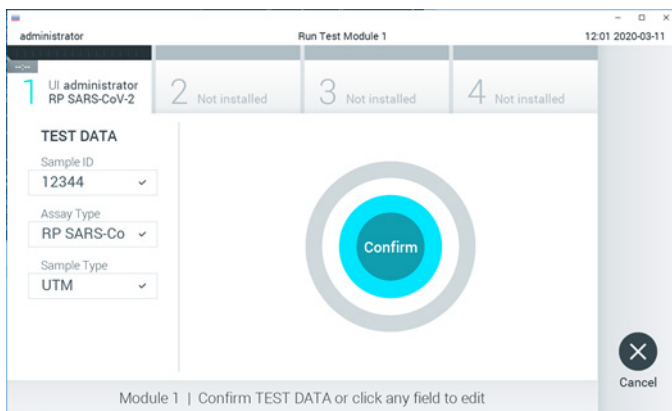 administrator
Run Test Module 1
12:01 2020-03-11
--:--
1
UI administrator
RP SARS-CoV-2
2 Not installed
3 Not installed
4 Not installed
TEST DATA
Sample ID
12344
Assay Type
RP SARS-Co
Sample Type
UTM
Confirm
Cancel
Module 1 | Confirm TEST DATA or click any field to edit